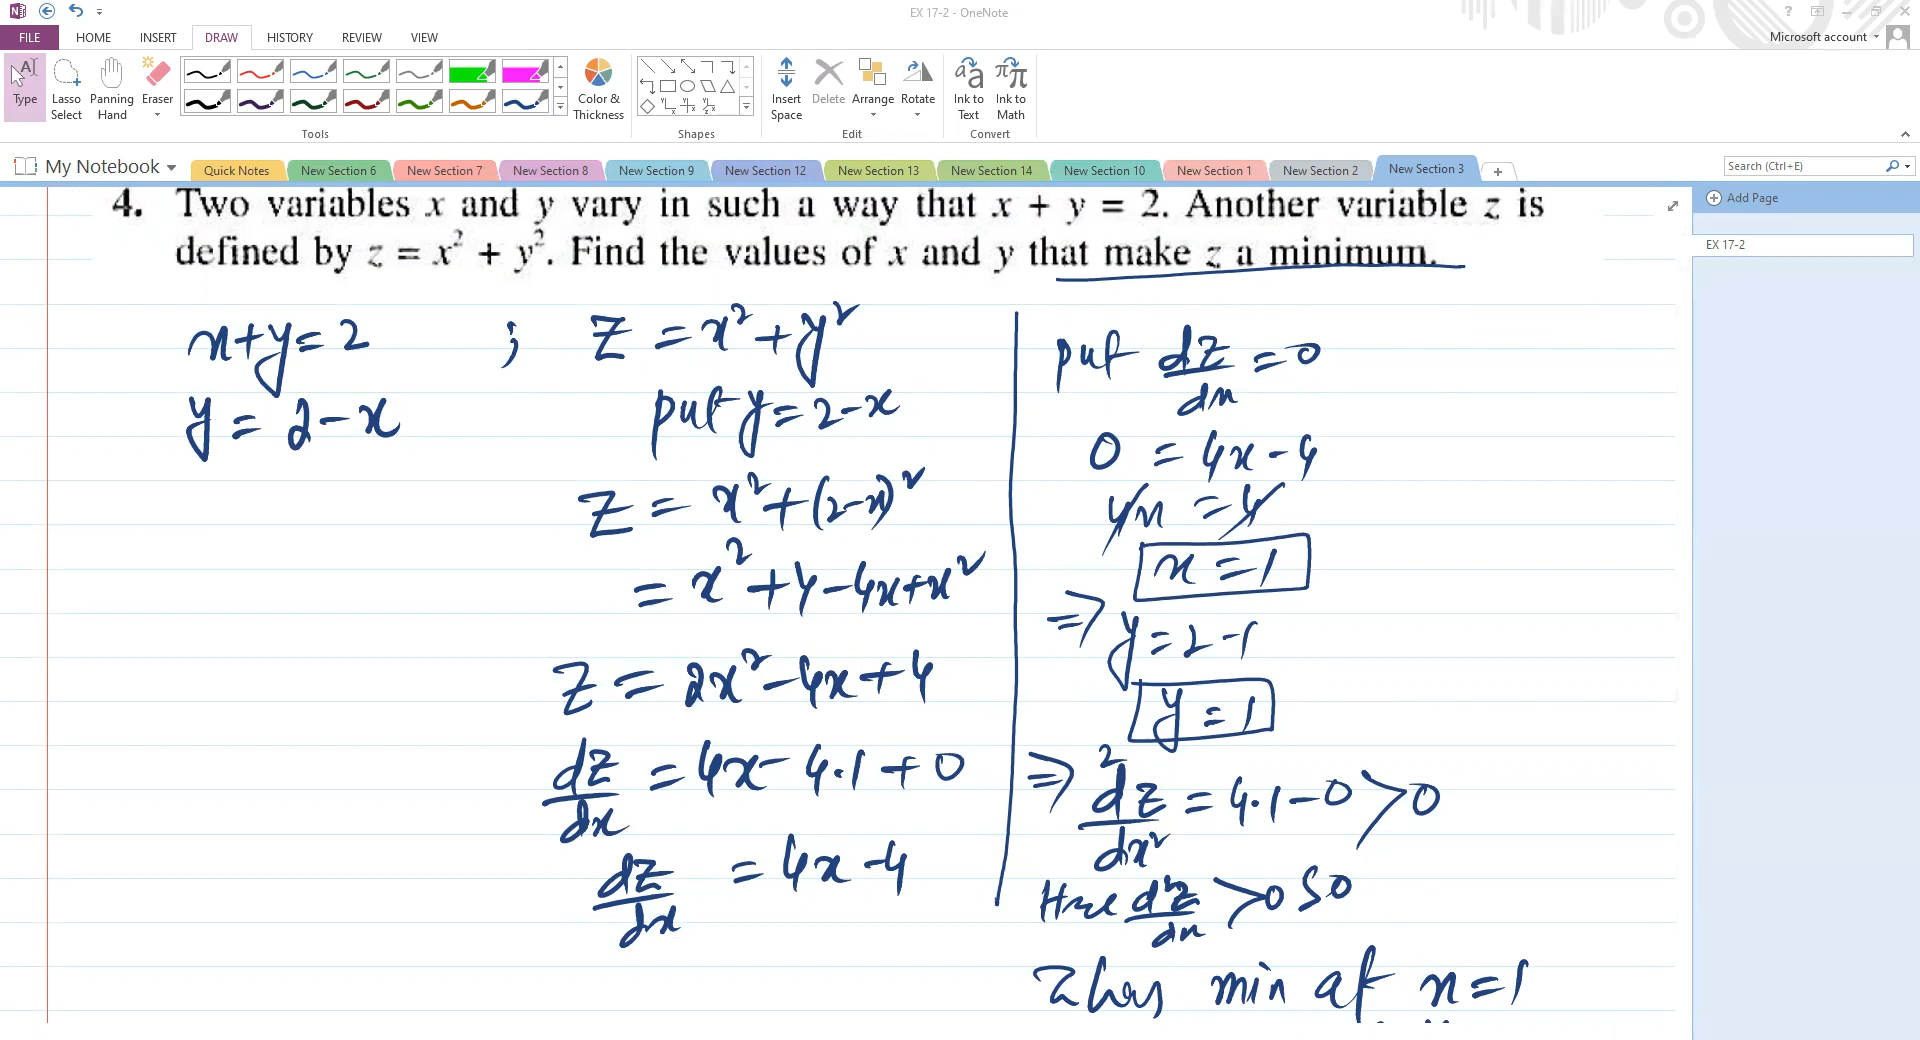 EX 17-2 - OneNote
FILE HOME INSERT DRAW HISTORY REVIEW VIEW
Microsoft account
Type
Lasso Select
Panning Hand
Eraser
Color & Thickness
Insert Space
Delete
Arrange
Rotate
Ink to Text
Ink to Math
Tools
Shapes
Edit
Convert
My Notebook
Quick Notes New Section 6 New Section 7 New Section 8 New Section 9 New Section 12 New Section 13 New Section 14 New Section 10 New Section 1 New Section 2 New Section 3
Search (Ctrl+E)
Add Page
EX 17-2
4. Two variables x and y vary in such a way that x + y = 2. Another variable z is
defined by z = x² + y². Find the values of x and y that make z a minimum.
x+y=2 ; Z = x²+y²
y = 2-x
put y=2-x
Z = x²+(2-x)²
= x²+4-4x+x²
Z = 2x²-4x+4
dz/dx = 4x-4.1+0
dz/dx = 4x-4
put dz/dx =0
0 = 4x-4
4x = 4
x=1
=> y=2-1
y=1
=> d²z/dx² = 4.1-0>0
Here d²z/dx >0 so
Z has min at x=1